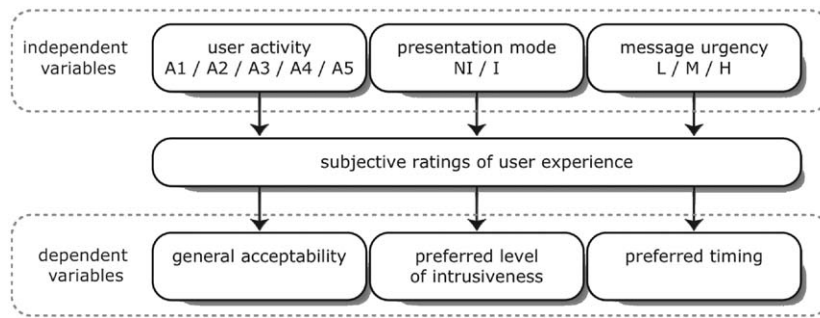 independent
variables
user activity
A1 / A2 / A3 / A4 / A5
presentation mode
NI / I
message urgency
L / M / H
subjective ratings of user experience
dependent
variables
general acceptability
preferred level
of intrusiveness
preferred timing